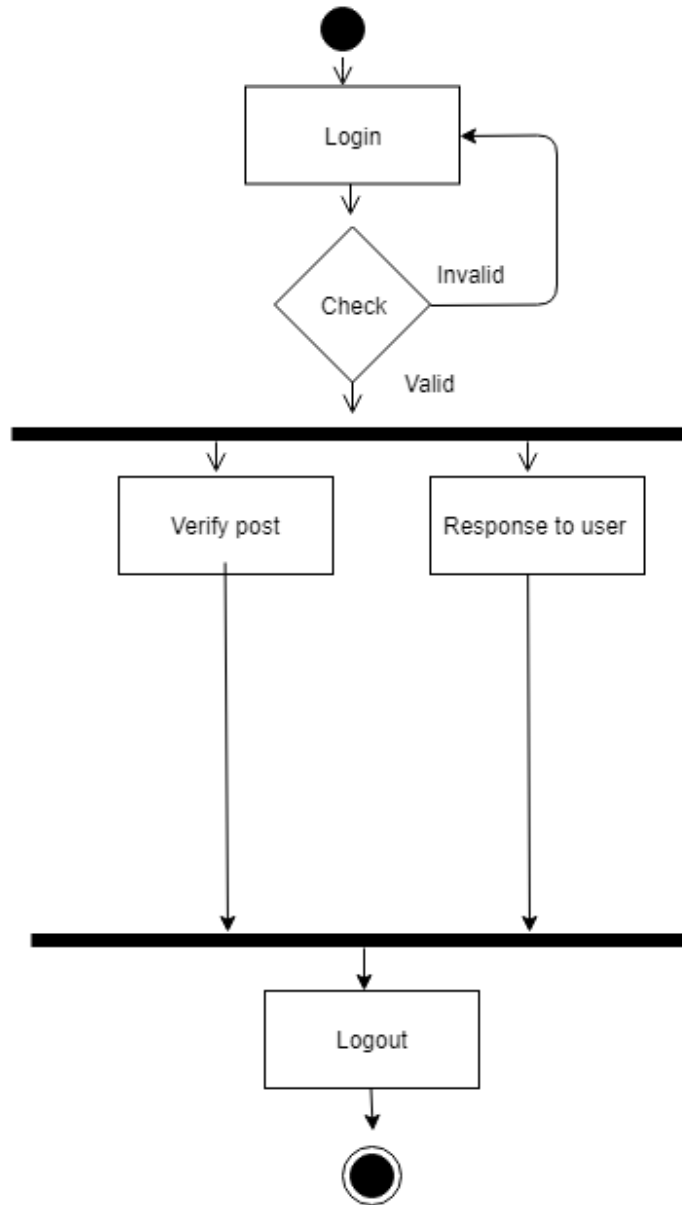 Login
Invalid
Check
Valid
Verify post
Response to user
Logout